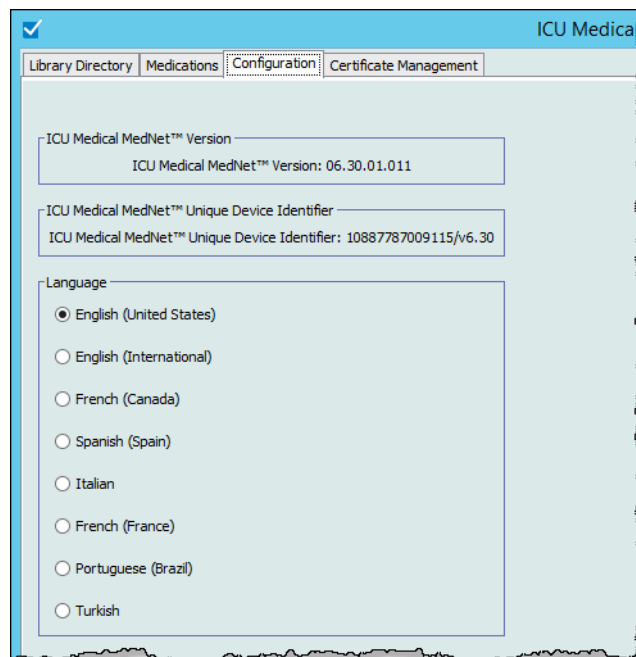 ICU Medica
Library Directory Medications Configuration Certificate Management
ICU Medical MedNet™ Version
ICU Medical MedNet™ Version: 06.30.01.011
ICU Medical MedNet™ Unique Device Identifier
ICU Medical MedNet™ Unique Device Identifier: 10887787009115/v6.30
Language
English (United States)
English (International)
French (Canada)
Spanish (Spain)
Italian
French (France)
Portuguese (Brazil)
Turkish